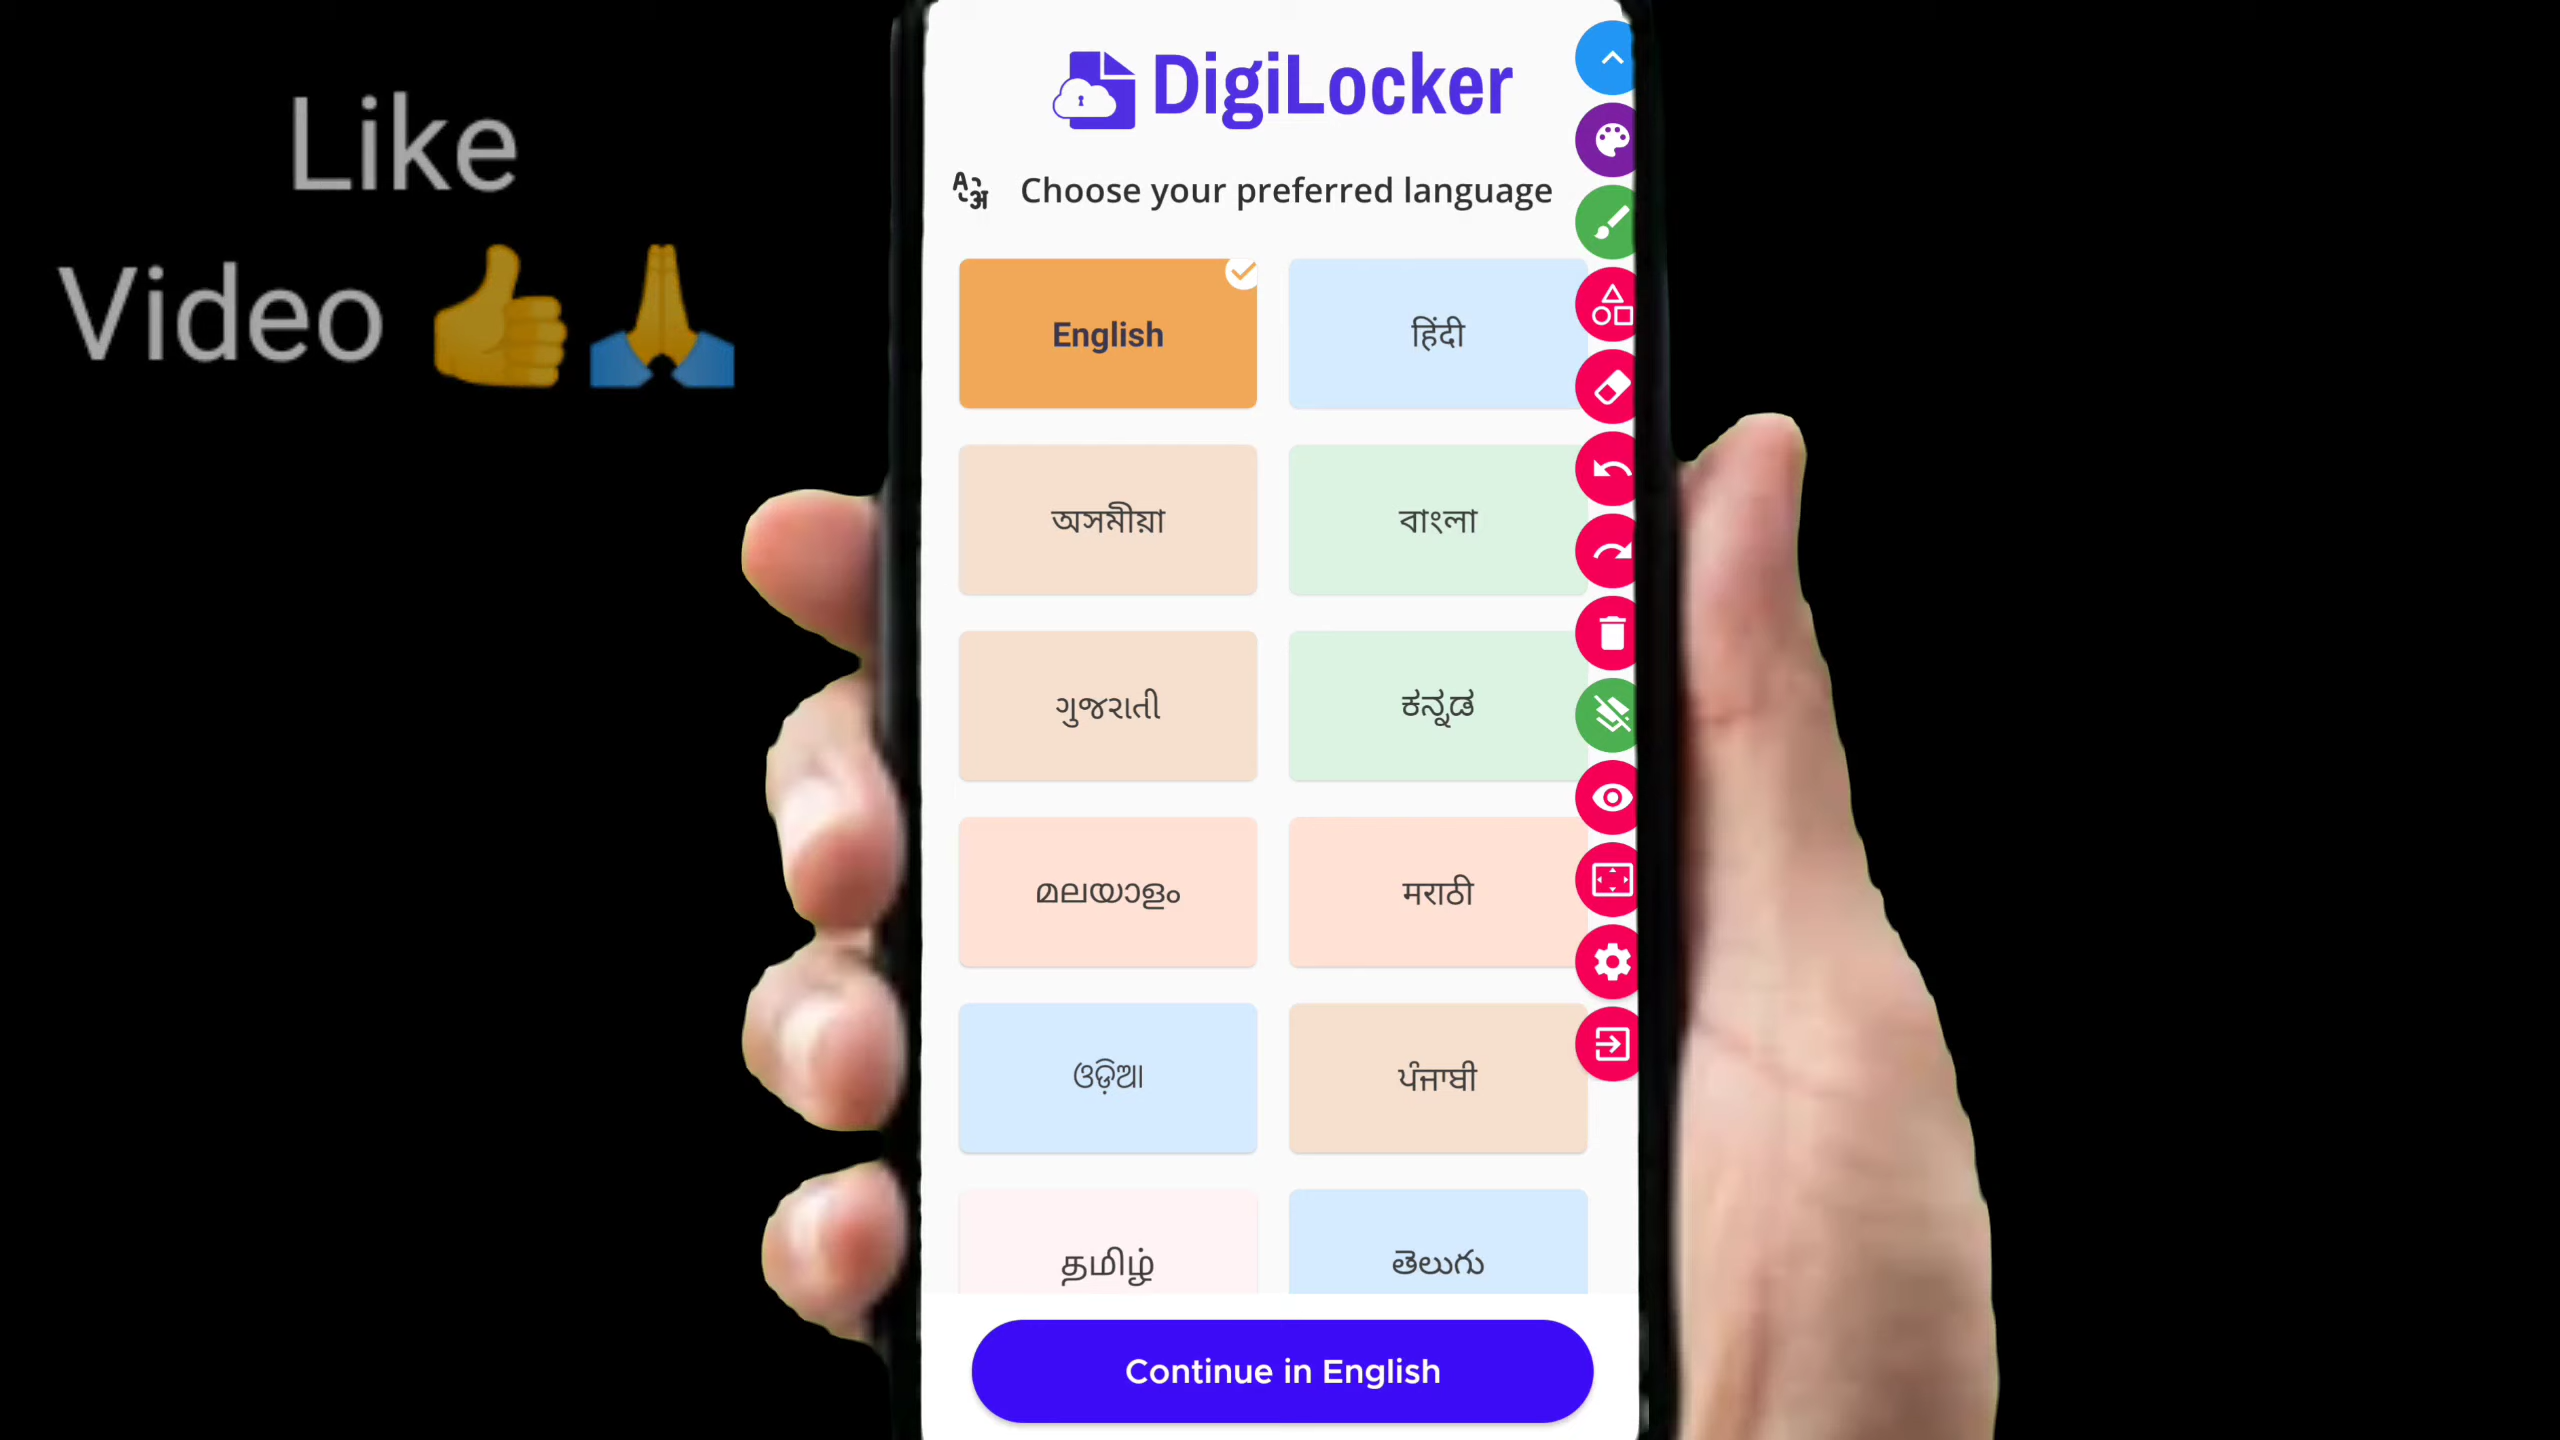 Like
Video 👍🙏
DigiLocker
Choose your preferred language
English
हिंदी
অসমীয়া
বাংলা
ગુજરાતી
ಕನ್ನಡ
മലയാളം
मराठी
ଓଡ଼ିଆ
ਪੰਜਾਬੀ
தமிழ்
తెలుగు
Continue in English